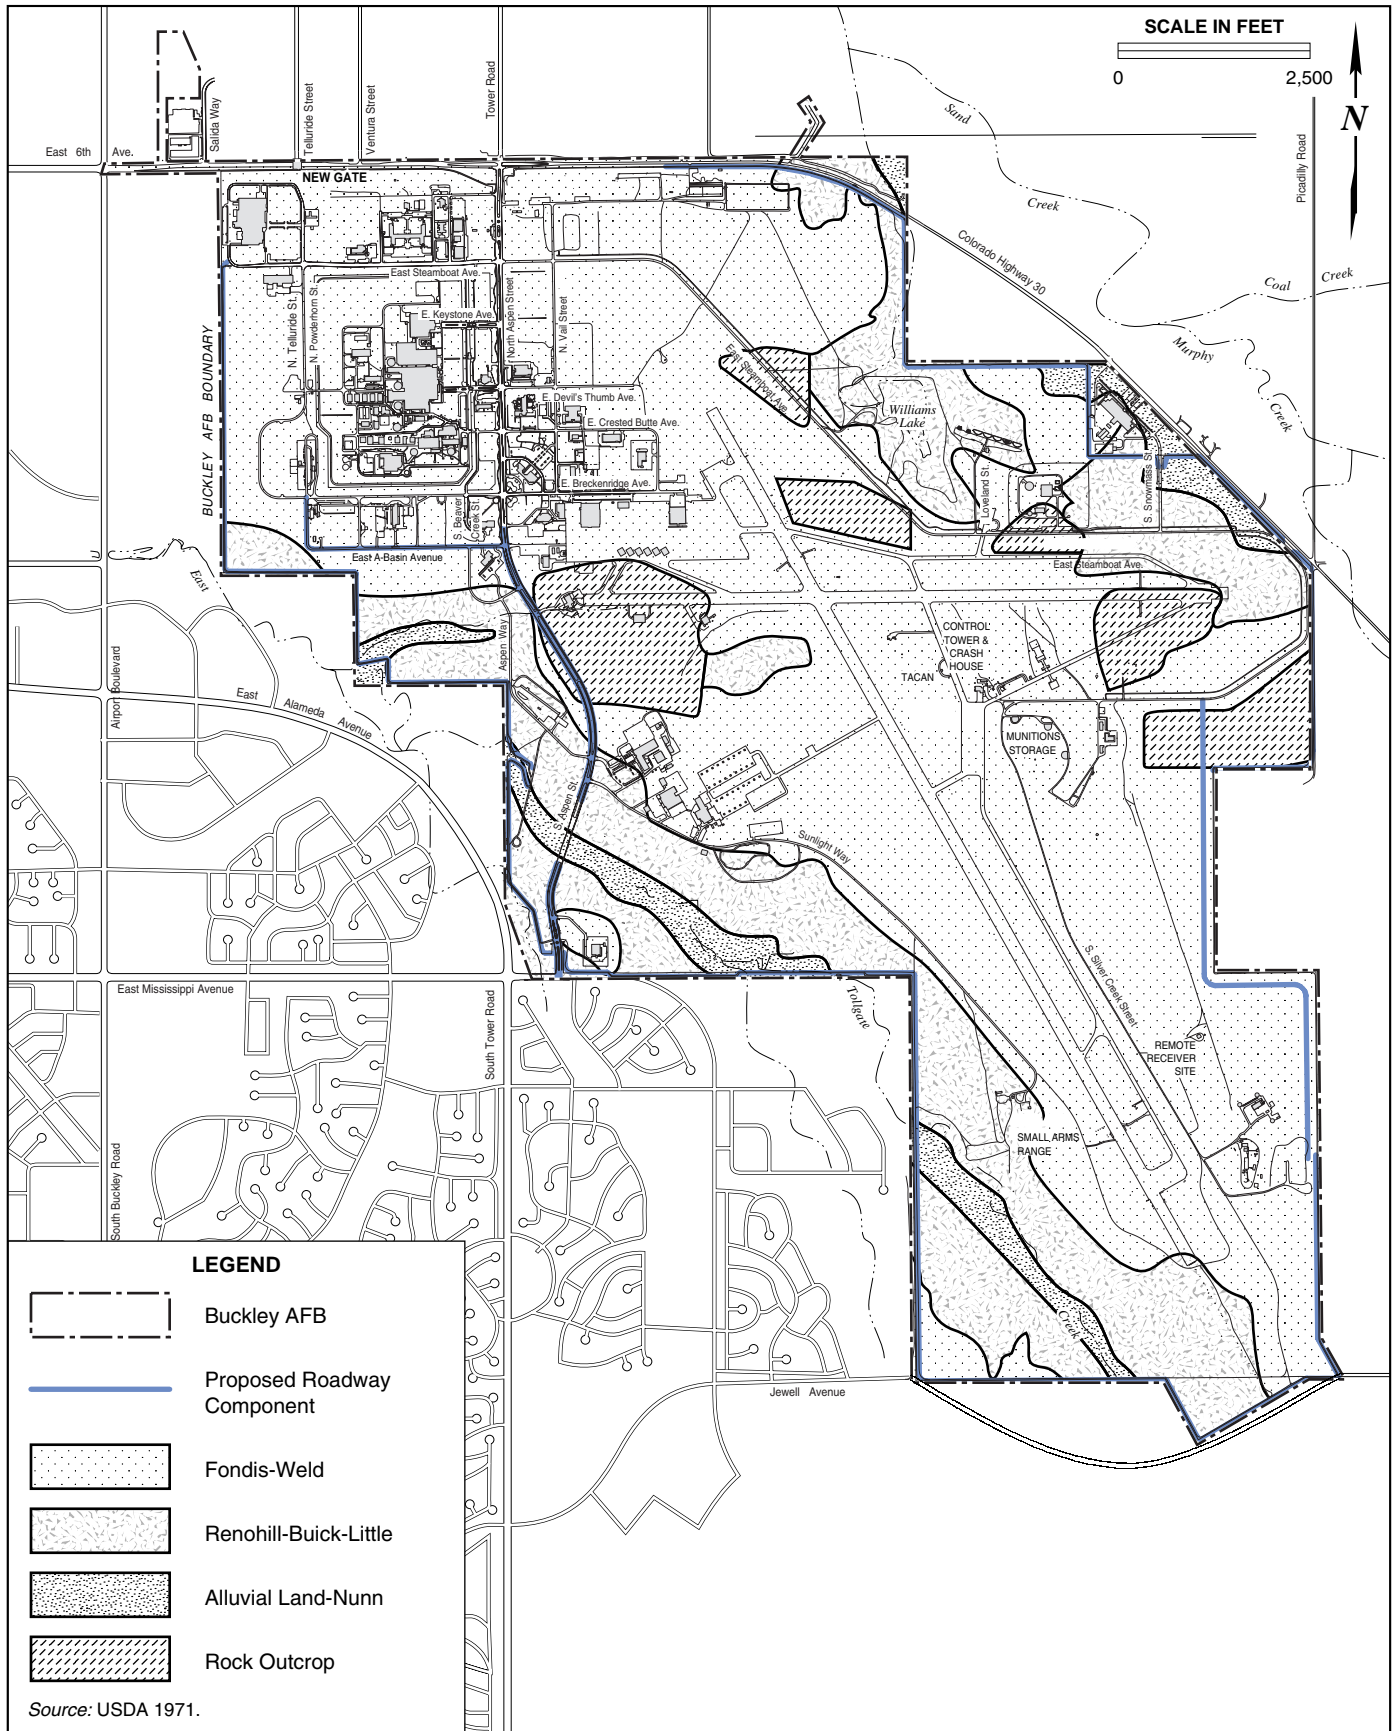 SCALE IN FEET
0 2,500
N
Sand
Creek
Salida Way
Telluride Street
Ventura Street
Tower Road
Picadilly Road
East 6th Ave.
NEW GATE
Colorado Highway 30
Coal Creek
Murphy
Creek
East Steamboat Ave.
E. Keystone Ave.
N. Telluride St.
N. Powderhorn St.
North Aspen Street
N. Vail Street
BUCKLEY AFB BOUNDARY
East Steamboat Ave.
E. Devil's Thumb Ave.
E. Crested Butte Ave.
Williams
Lake
E. Breckenridge Ave.
S. Beaver
Creek St.
Loveland St.
S. Snowmass St.
East A-Basin Avenue
East Steamboat Ave.
East
Aspen Way
CONTROL
TOWER &
CRASH
HOUSE
TACAN
Airport Boulevard
East Alameda Avenue
MUNITIONS
STORAGE
S. Aspen St.
Sunlight Way
East Mississippi Avenue
Tollgate
S. Silver Creek Street
South Tower Road
REMOTE
RECEIVER
SITE
SMALL ARMS
RANGE
South Buckley Road
Creek
Jewell Avenue
LEGEND
Buckley AFB
Proposed Roadway
Component
Fondis-Weld
Renohill-Buick-Little
Alluvial Land-Nunn
Rock Outcrop
Source: USDA 1971.